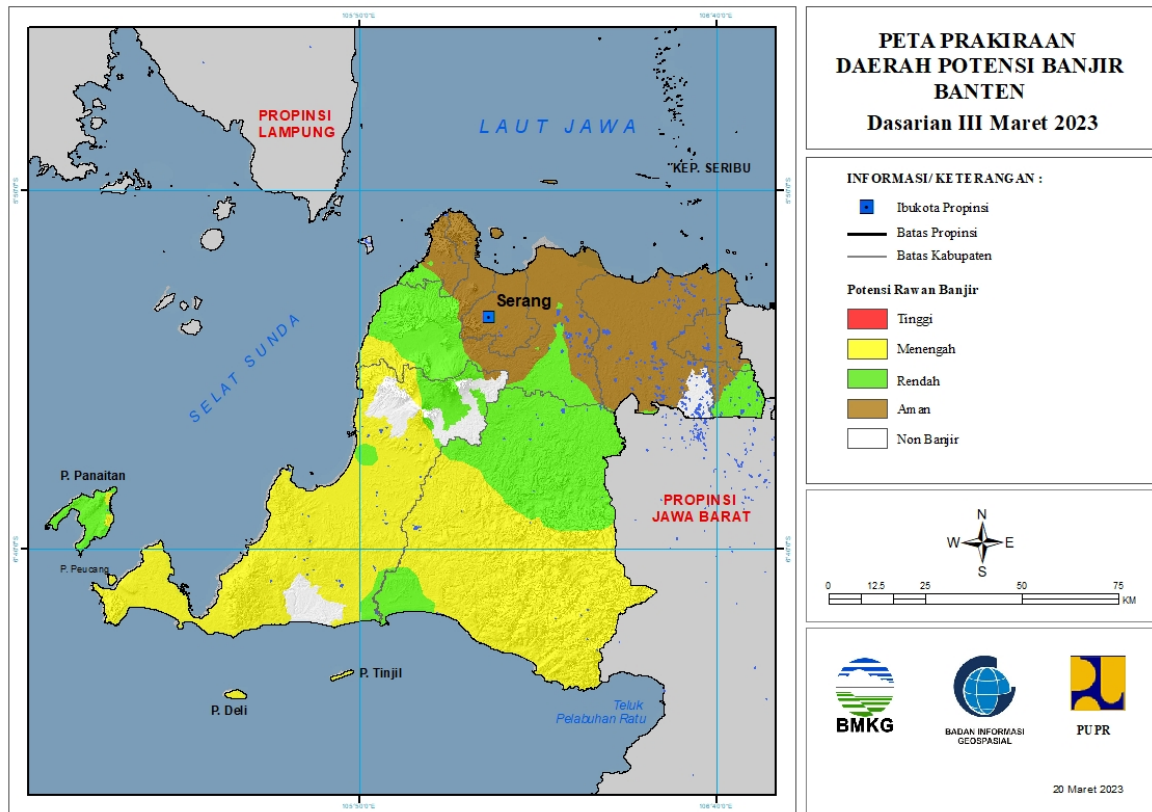 PETA PRAKIRAAN
DAERAH POTENSI BANJIR
BANTEN
Dasarian III Maret 2023
INFORMASI/ KETERANGAN :
Ibukota Propinsi
Batas Propinsi
Batas Kabupaten
Potensi Rawan Banjir
Tinggi
Menengah
Rendah
Aman
Non Banjir
N
W E
S
0 12.5 25 50 75
KM
BMKG
BADAN INFORMASI
GEOSPASIAL
PUPR
20 Maret 2023
PROPINSI
LAMPUNG
LAUT JAWA
KEP. SERIBU
Serang
SELAT SUNDA
P. Panaitan
P. Peucang
PROPINSI
JAWA BARAT
P. Tinjil
P. Deli
Teluk
Pelabuhan Ratu